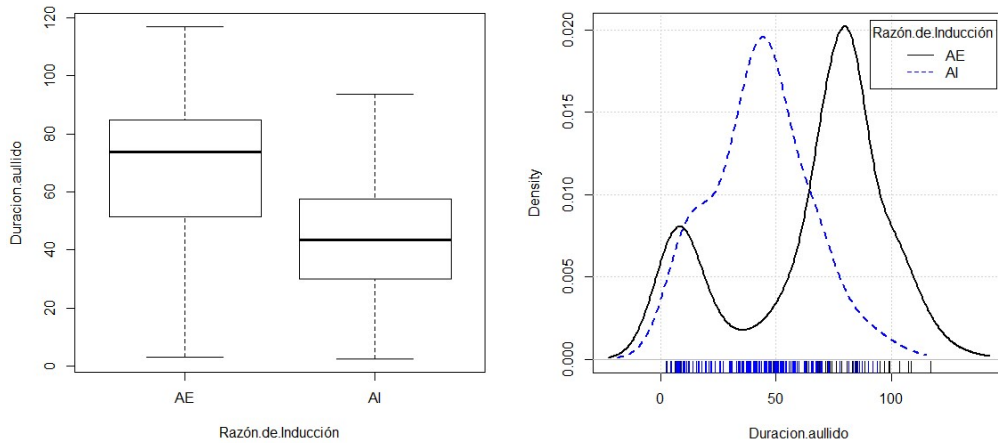 120
100
80
60
40
20
0
Duracion.aullido
AE
AI
Razón.de.Inducción
0.020
0.015
0.010
0.005
0.000
Density
Razón.de.Inducción
AE
AI
0
50
100
Duracion.aullido